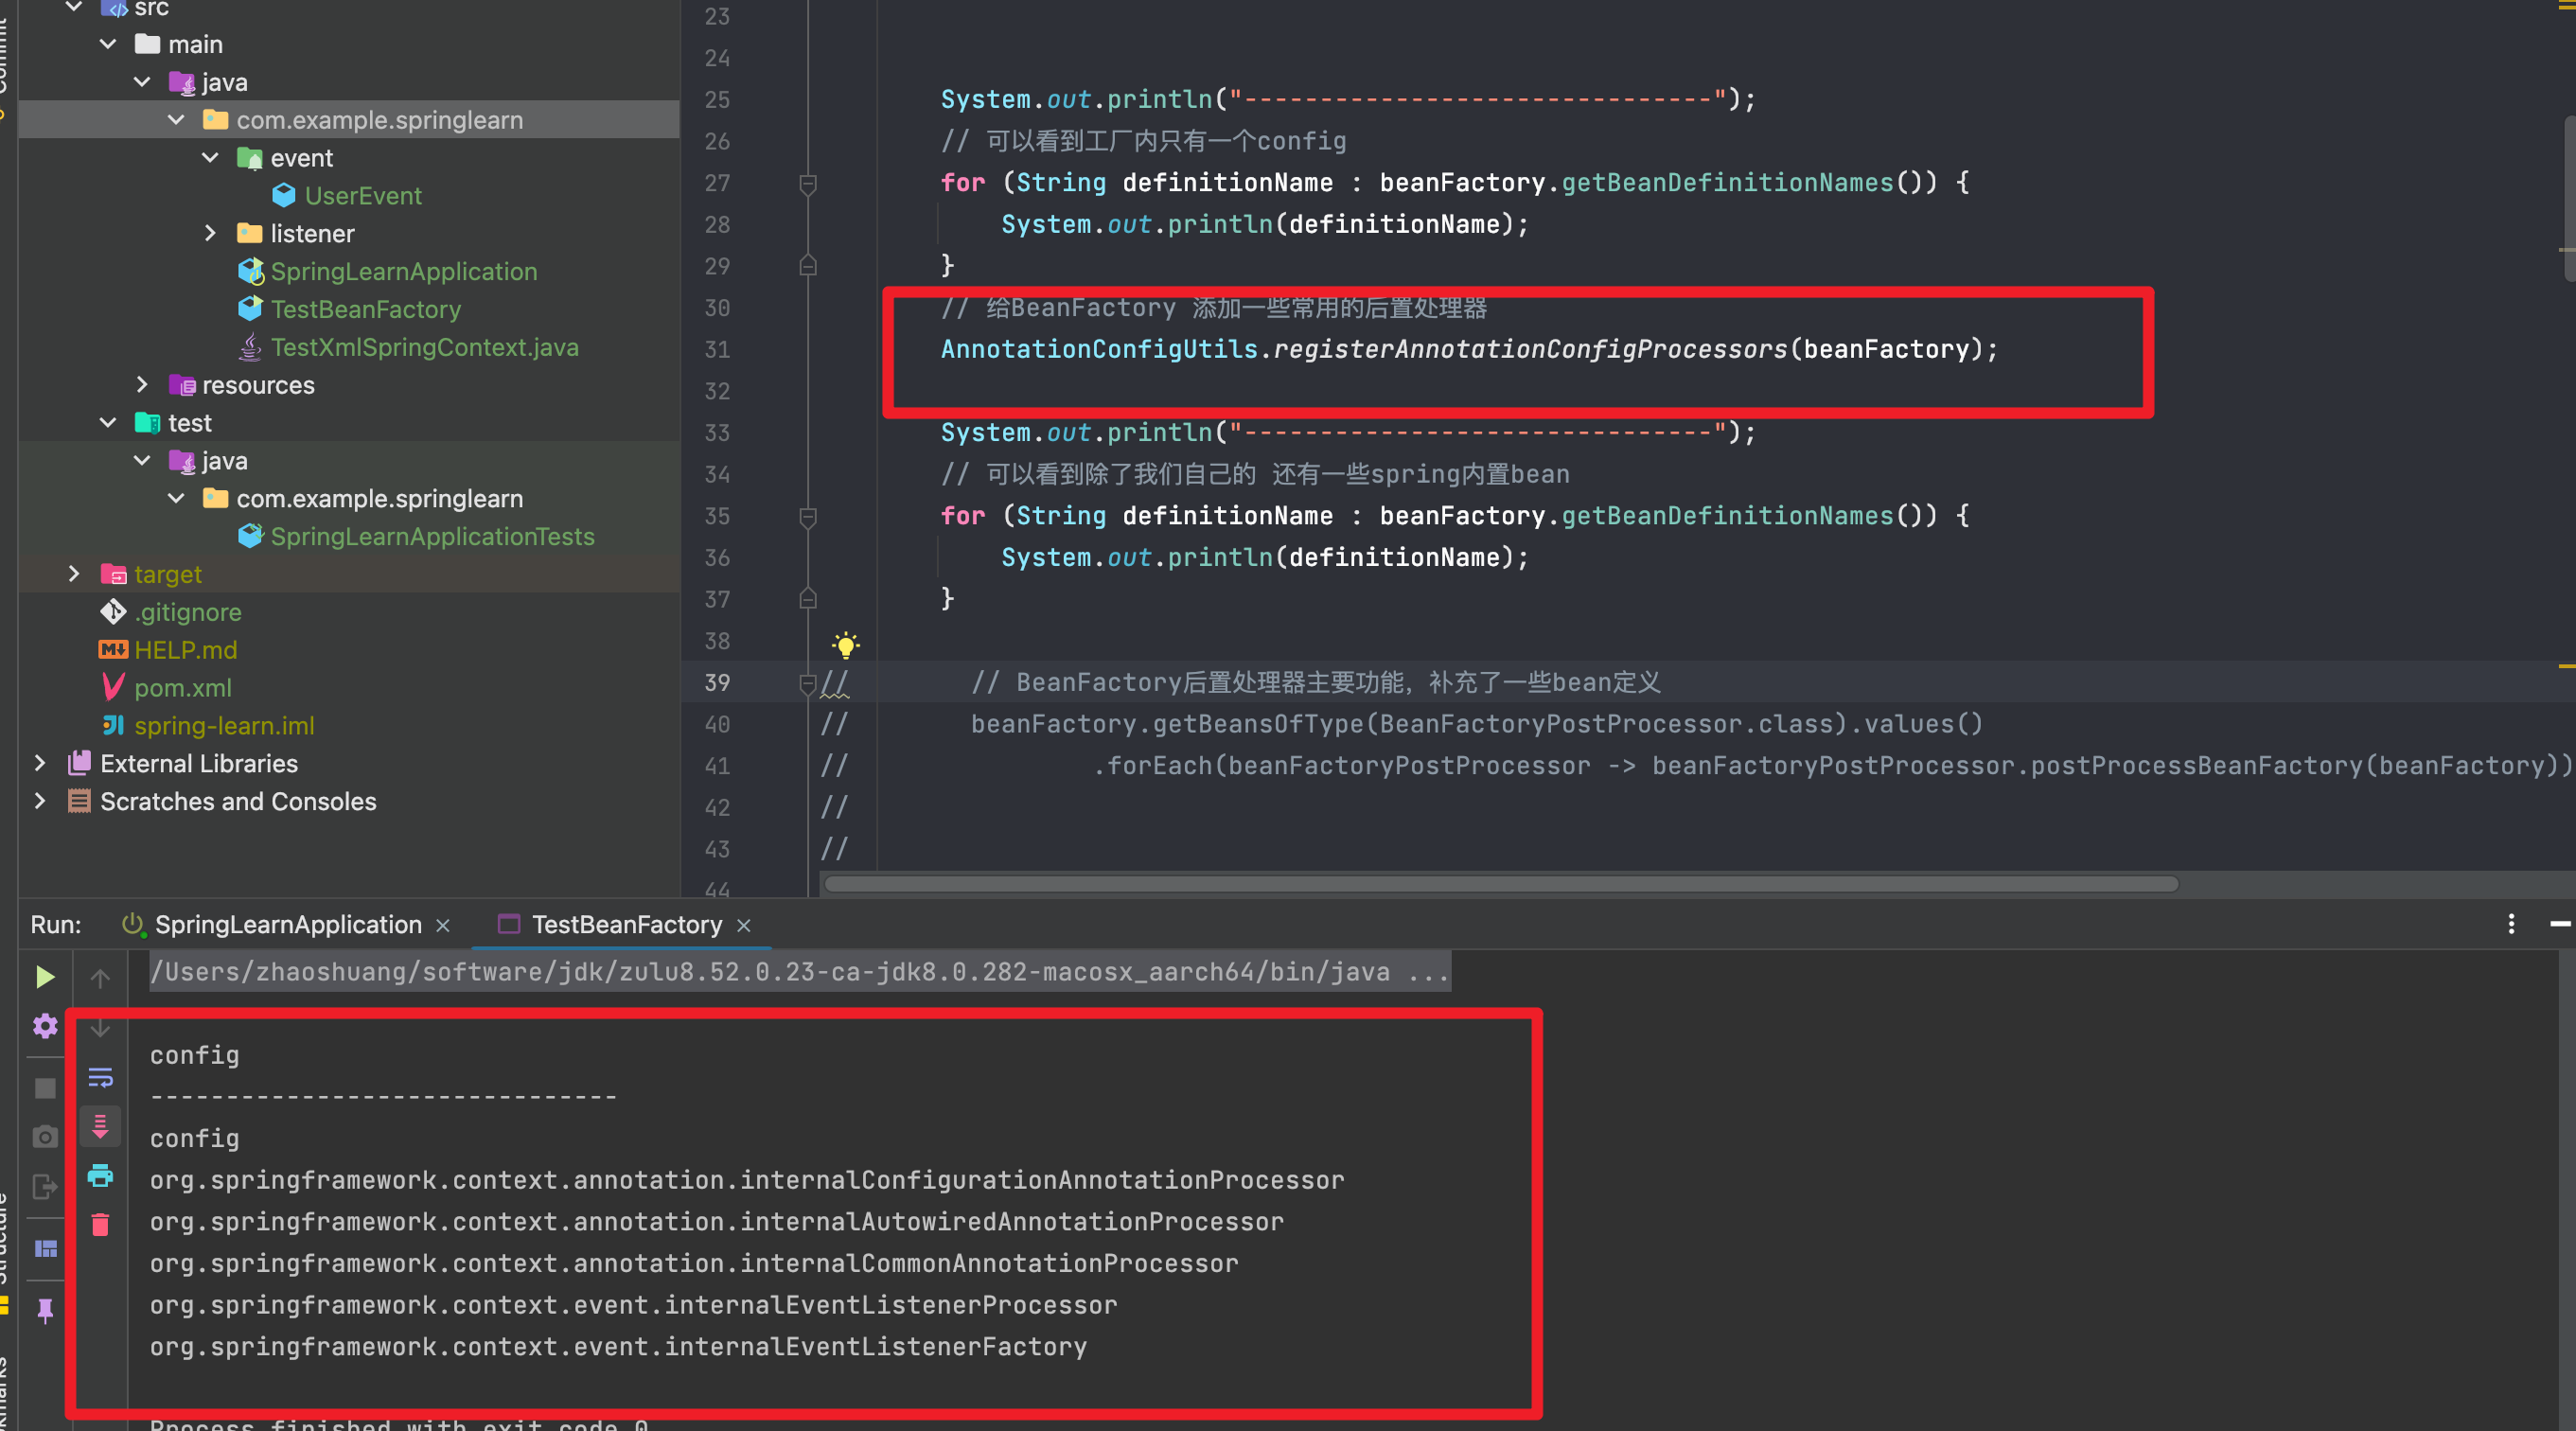 Commit
src
main
java
com.example.springlearn
event
UserEvent
listener
SpringLearnApplication
TestBeanFactory
TestXmlSpringContext.java
resources
test
java
com.example.springlearn
SpringLearnApplicationTests
target
.gitignore
HELP.md
pom.xml
spring-learn.iml
External Libraries
Scratches and Consoles
23
24
25 System.out.println("-------------------------------");
26 // 可以看到工厂内只有一个config
27 for (String definitionName : beanFactory.getBeanDefinitionNames()) {
28 System.out.println(definitionName);
29 }
30 // 给BeanFactory 添加一些常用的后置处理器
31 AnnotationConfigUtils.registerAnnotationConfigProcessors(beanFactory);
32
33 System.out.println("-------------------------------");
34 // 可以看到除了我们自己的 还有一些spring内置bean
35 for (String definitionName : beanFactory.getBeanDefinitionNames()) {
36 System.out.println(definitionName);
37 }
38
39 // // BeanFactory后置处理器主要功能，补充了一些bean定义
40 // beanFactory.getBeansOfType(BeanFactoryPostProcessor.class).values()
41 // .forEach(beanFactoryPostProcessor -> beanFactoryPostProcessor.postProcessBeanFactory(beanFactory))
42 //
43 //
44
Run: SpringLearnApplication × TestBeanFactory ×
/Users/zhaoshuang/software/jdk/zulu8.52.0.23-ca-jdk8.0.282-macosx_aarch64/bin/java ...
config
-------------------------------
config
org.springframework.context.annotation.internalConfigurationAnnotationProcessor
org.springframework.context.annotation.internalAutowiredAnnotationProcessor
org.springframework.context.annotation.internalCommonAnnotationProcessor
org.springframework.context.event.internalEventListenerProcessor
org.springframework.context.event.internalEventListenerFactory
Process finished with exit code 0
Structure